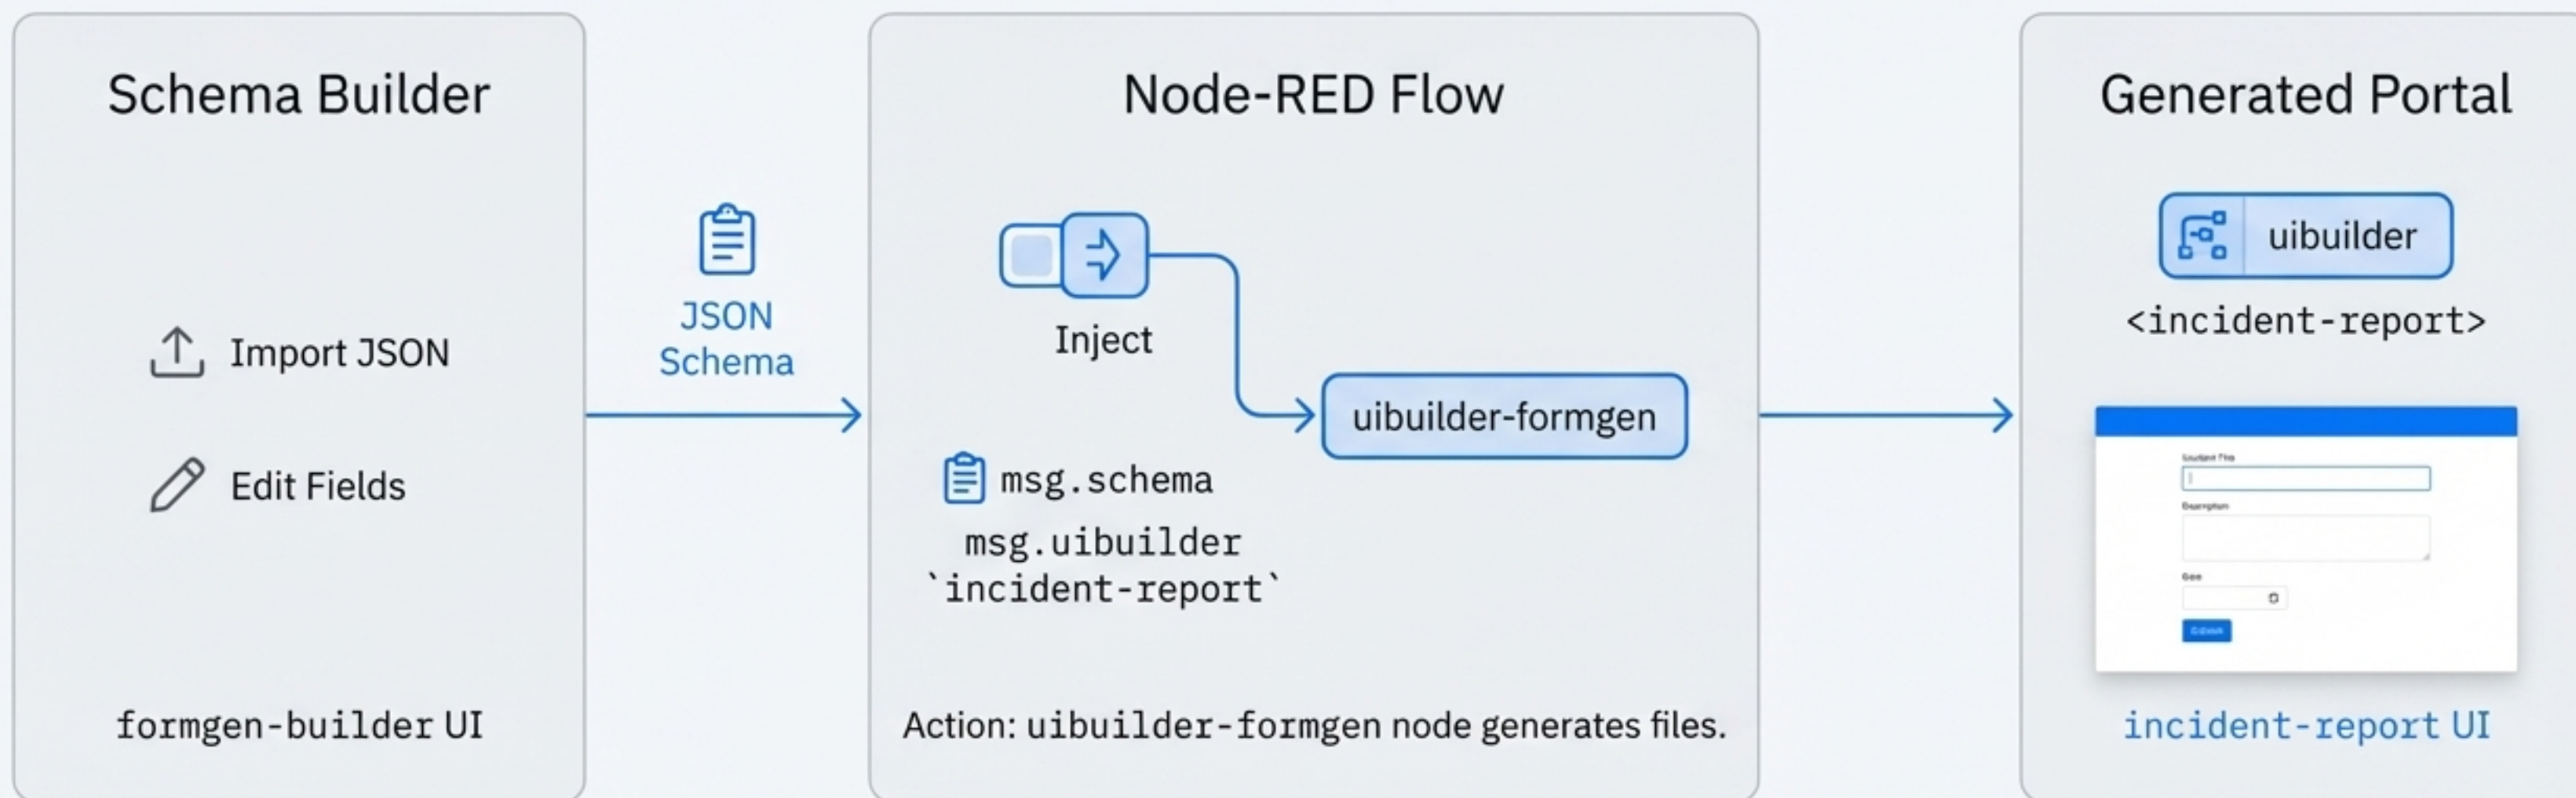 Schema Builder
Import JSON
Edit Fields
formgen-builder UI
JSON
Schema
Node-RED Flow
Inject
uibuilder-formgen
msg.schema
msg.uibuilder
`incident-report`
Action: uibuilder-formgen node generates files.
Generated Portal
uibuilder
<incident-report>
incident-report UI